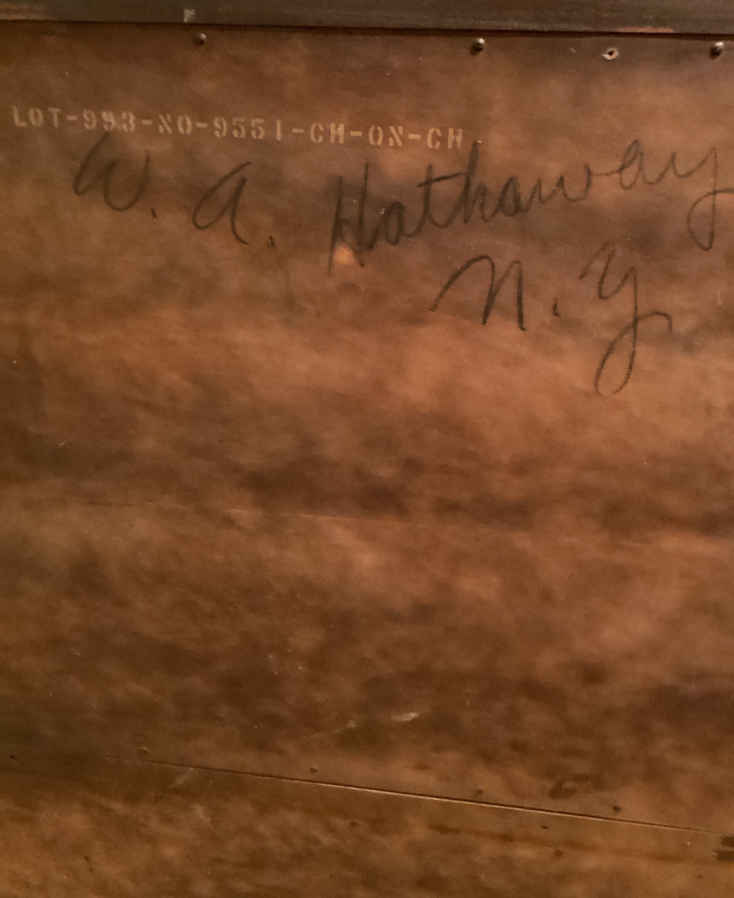 LOT-993-NO-9551-CH-ON-CH
W. A. Hathaway
N.Y